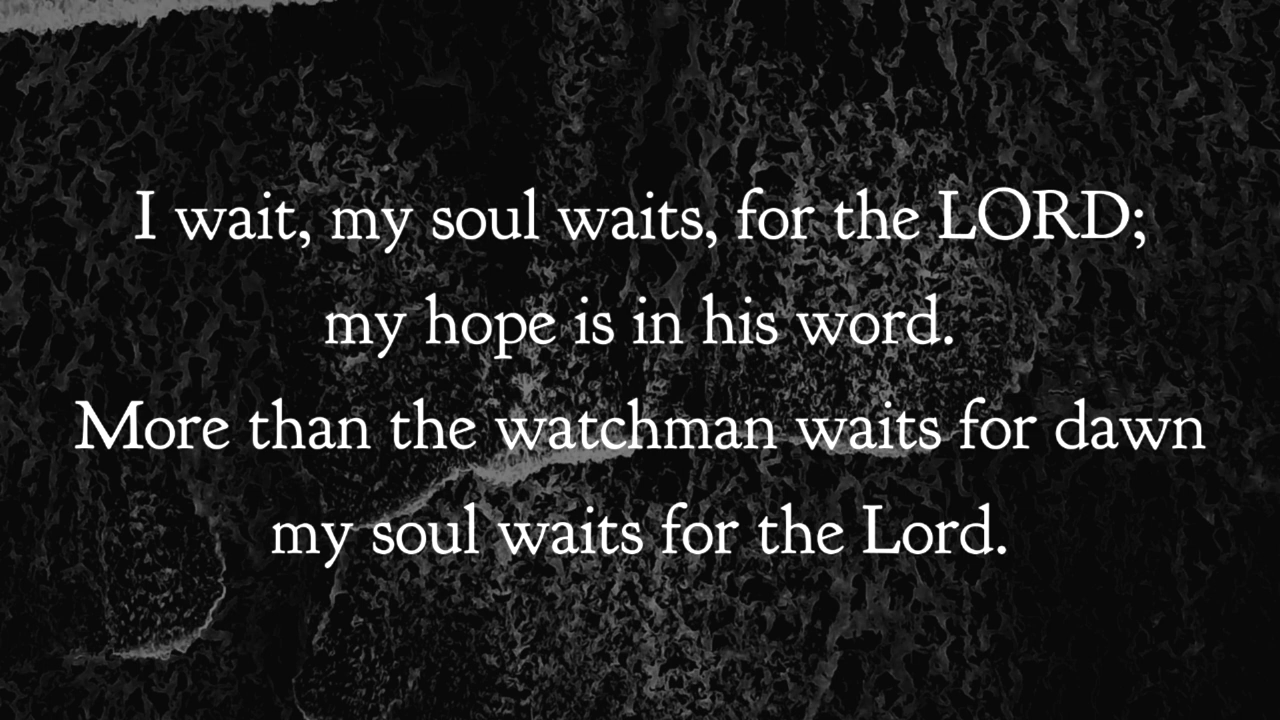 I wait, my soul waits, for the LORD;
my hope is in his word.
More than the watchman waits for dawn
my soul waits for the Lord.